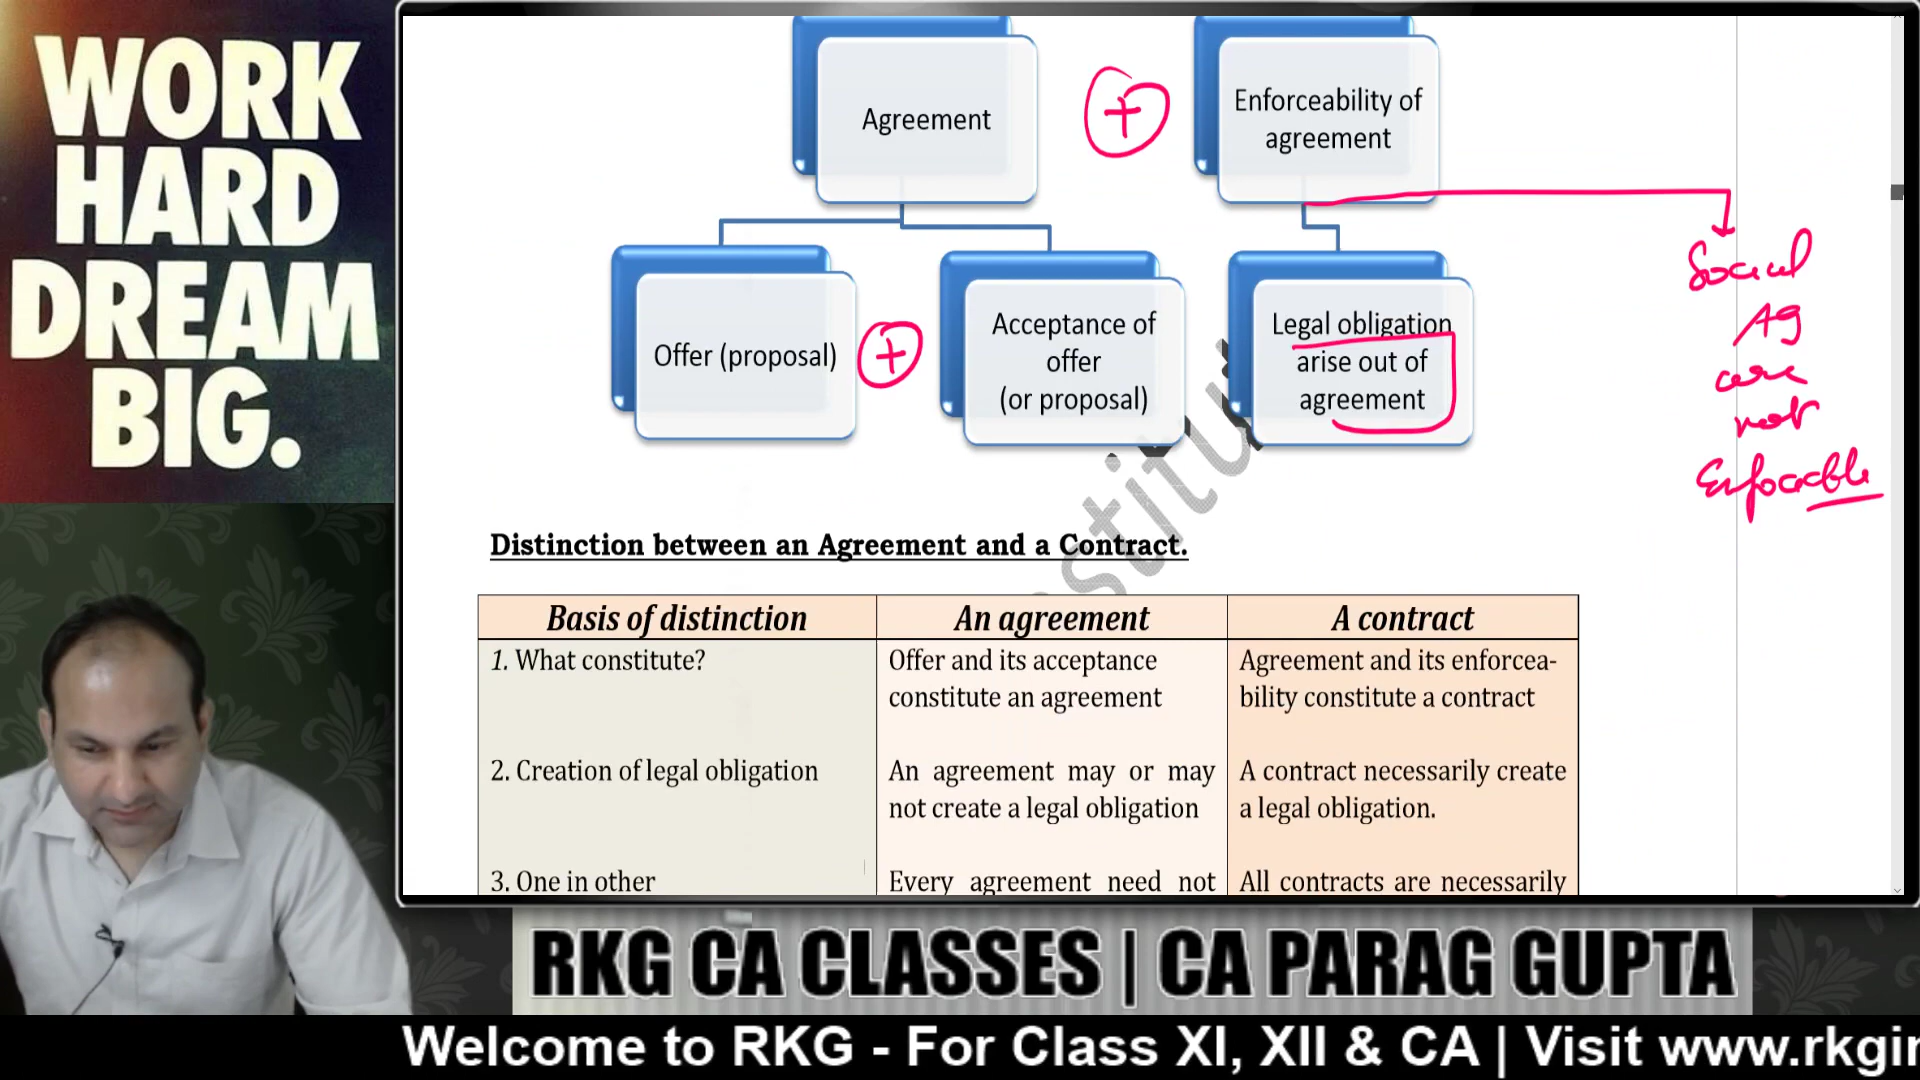 WORK
HARD
DREAM
BIG.
Agreement
+
Enforceability of
agreement
Offer (proposal)
+
Acceptance of
offer
(or proposal)
Legal obligation
arise out of
agreement
Social
Ag
are
not
Enfoceable
stitu
Distinction between an Agreement and a Contract.
Basis of distinction An agreement A contract
1. What constitute? Offer and its acceptance Agreement and its enforcea-
constitute an agreement bility constitute a contract
2. Creation of legal obligation An agreement may or may A contract necessarily create
not create a legal obligation a legal obligation.
3. One in other Every agreement need not All contracts are necessarily
RKG CA CLASSES | CA PARAG GUPTA
Welcome to RKG - For Class XI, XII & CA | Visit www.rkgi